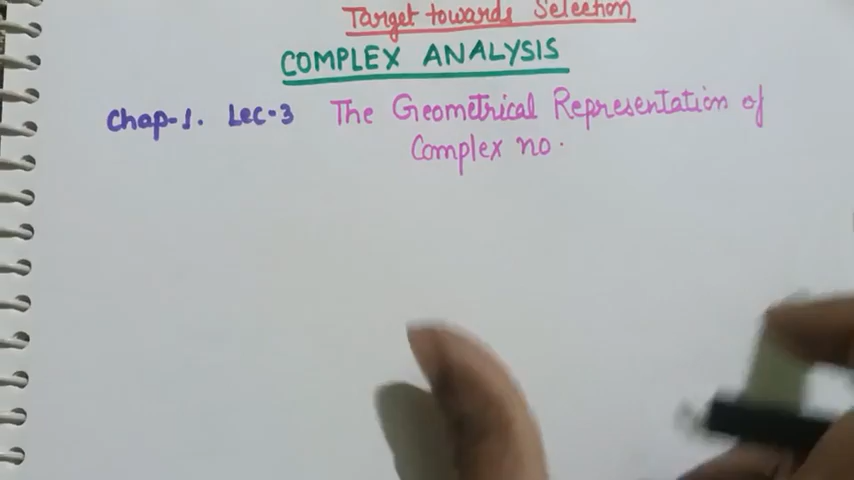 Target towards Selection
COMPLEX ANALYSIS
Chap-1. Lec-3 The Geometrical Representation of
Complex no.